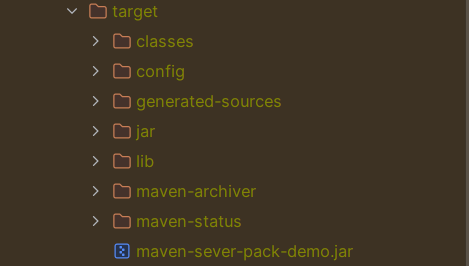 target
classes
config
generated-sources
jar
lib
maven-archiver
maven-status
maven-sever-pack-demo.jar